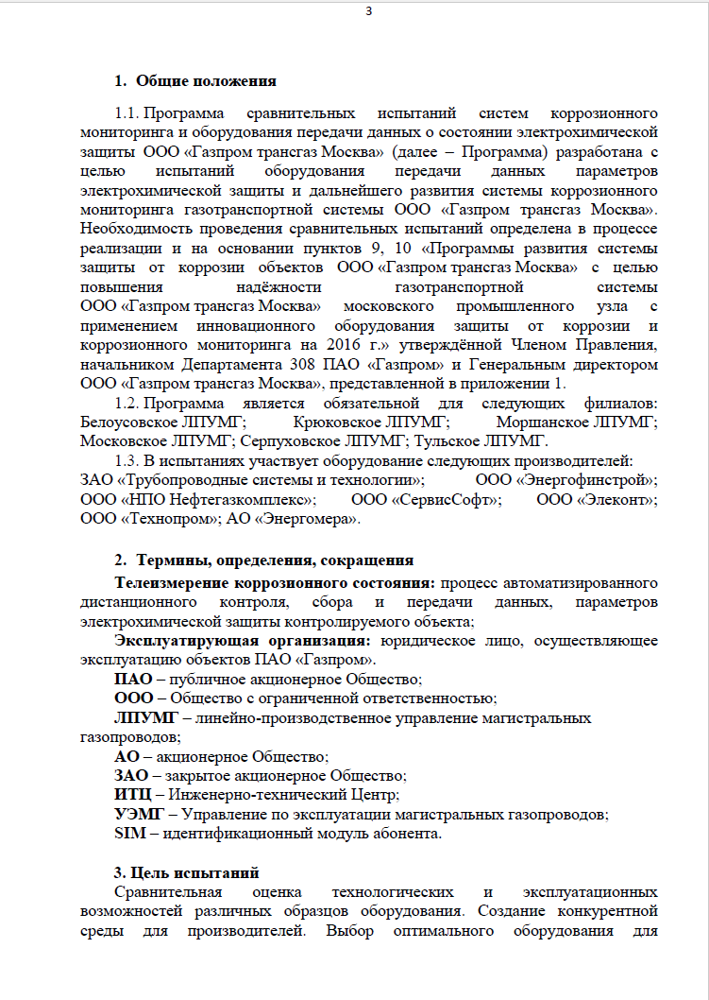 3
1. Общие положения
1.1. Программа сравнительных испытаний систем коррозионного
мониторинга и оборудования передачи данных о состоянии электрохимической
защиты ООО «Газпром трансгаз Москва» (далее – Программа) разработана с
целью испытаний оборудования передачи данных параметров
электрохимической защиты и дальнейшего развития системы коррозионного
мониторинга газотранспортной системы ООО «Газпром трансгаз Москва».
Необходимость проведения сравнительных испытаний определена в процессе
реализации и на основании пунктов 9, 10 «Программы развития системы
защиты от коррозии объектов ООО «Газпром трансгаз Москва» с целью
повышения надёжности газотранспортной системы
ООО «Газпром трансгаз Москва» московского промышленного узла с
применением инновационного оборудования защиты от коррозии и
коррозионного мониторинга на 2016 г.» утверждённой Членом Правления,
начальником Департамента 308 ПАО «Газпром» и Генеральным директором
ООО «Газпром трансгаз Москва», представленной в приложении 1.
1.2. Программа является обязательной для следующих филиалов:
Белоусовское ЛПУМГ; Крюковское ЛПУМГ; Моршанское ЛПУМГ;
Московское ЛПУМГ; Серпуховское ЛПУМГ; Тульское ЛПУМГ.
1.3. В испытаниях участвует оборудование следующих производителей:
ЗАО «Трубопроводные системы и технологии»; ООО «Энергофинстрой»;
ООО «НПО Нефтегазкомплекс»; ООО «СервисСофт»; ООО «Элеконт»;
ООО «Технопром»; АО «Энергомера».
2. Термины, определения, сокращения
Телеизмерение коррозионного состояния: процесс автоматизированного
дистанционного контроля, сбора и передачи данных, параметров
электрохимической защиты контролируемого объекта;
Эксплуатирующая организация: юридическое лицо, осуществляющее
эксплуатацию объектов ПАО «Газпром».
ПАО – публичное акционерное Общество;
ООО – Общество с ограниченной ответственностью;
ЛПУМГ – линейно-производственное управление магистральных
газопроводов;
АО – акционерное Общество;
ЗАО – закрытое акционерное Общество;
ИТЦ – Инженерно-технический Центр;
УЭМГ – Управление по эксплуатации магистральных газопроводов;
SIM – идентификационный модуль абонента.
3. Цель испытаний
Сравнительная оценка технологических и эксплуатационных
возможностей различных образцов оборудования. Создание конкурентной
среды для производителей. Выбор оптимального оборудования для